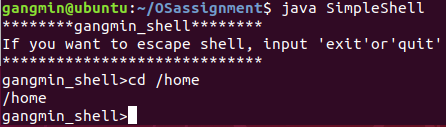 gangmin@ubuntu:~/OSassignment$ java SimpleShell
********gangmin_shell********
If you want to escape shell, input 'exit'or'quit'
*****************************
gangmin_shell>cd /home
/home
gangmin_shell>